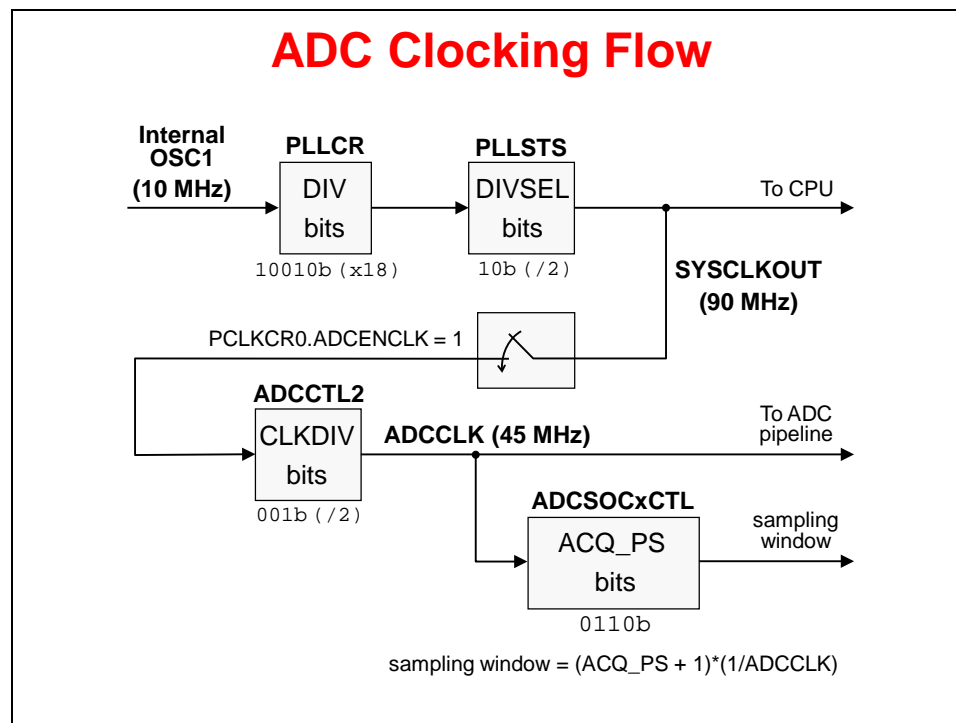 ADC Clocking Flow
Internal
OSC1
(10 MHz)
PLLCR
DIV
bits
10010b (x18)
PLLSTS
DIVSEL
bits
10b (/2)
To CPU
SYSCLKOUT
(90 MHz)
PCLKCR0.ADCENCLK = 1
ADCCTL2
CLKDIV
bits
001b (/2)
ADCCLK (45 MHz)
To ADC
pipeline
ADCSOCxCTL
ACQ_PS
bits
0110b
sampling
window
sampling window = (ACQ_PS + 1)*(1/ADCCLK)